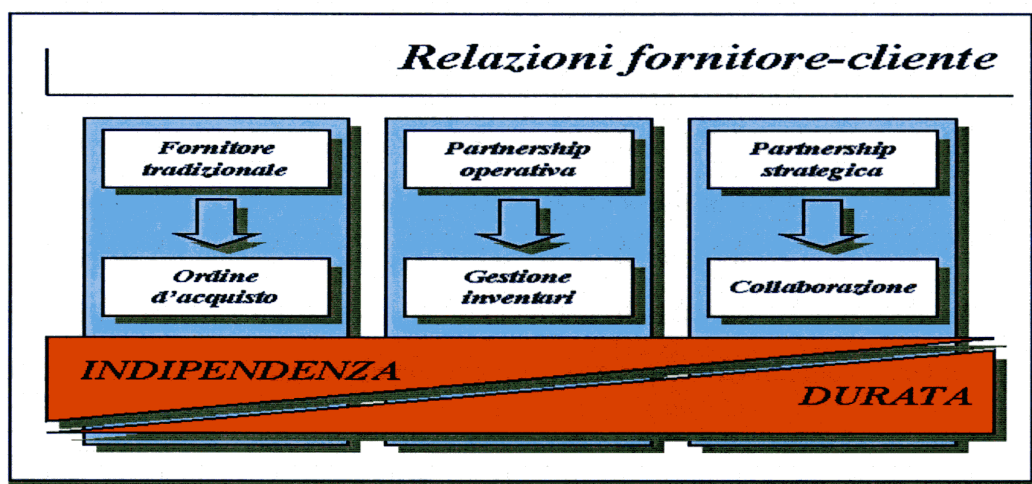 Relazioni fornitore-cliente
Fornitore
tradizionale
Ordine
d'acquisto
Partnership
operativa
Gestione
inventari
Partnership
strategica
Collaborazione
INDIPENDENZA
DURATA